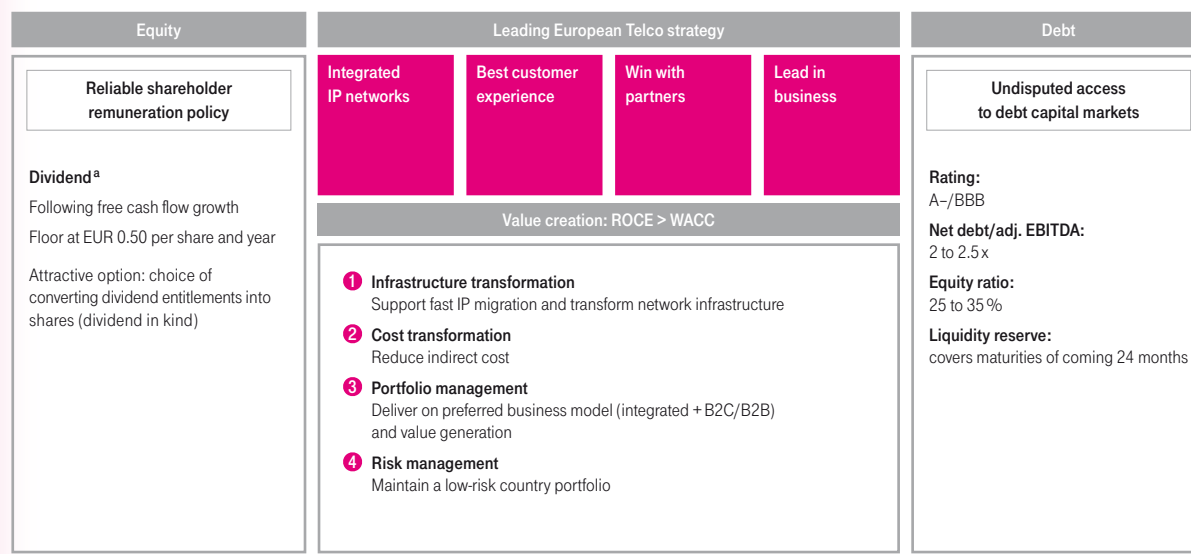 Equity
Reliable shareholder
remuneration policy
Dividend a
Following free cash flow growth
Floor at EUR 0.50 per share and year
Attractive option: choice of
converting dividend entitlements into
shares (dividend in kind)
Leading European Telco strategy
Integrated
IP networks
Best customer
experience
Win with
partners
Lead in
business
Value creation: ROCE > WACC
1 Infrastructure transformation
Support fast IP migration and transform network infrastructure
2 Cost transformation
Reduce indirect cost
3 Portfolio management
Deliver on preferred business model (integrated + B2C/B2B)
and value generation
4 Risk management
Maintain a low-risk country portfolio
Debt
Undisputed access
to debt capital markets
Rating:
A–/BBB
Net debt/adj. EBITDA:
2 to 2.5 x
Equity ratio:
25 to 35 %
Liquidity reserve:
covers maturities of coming 24 months